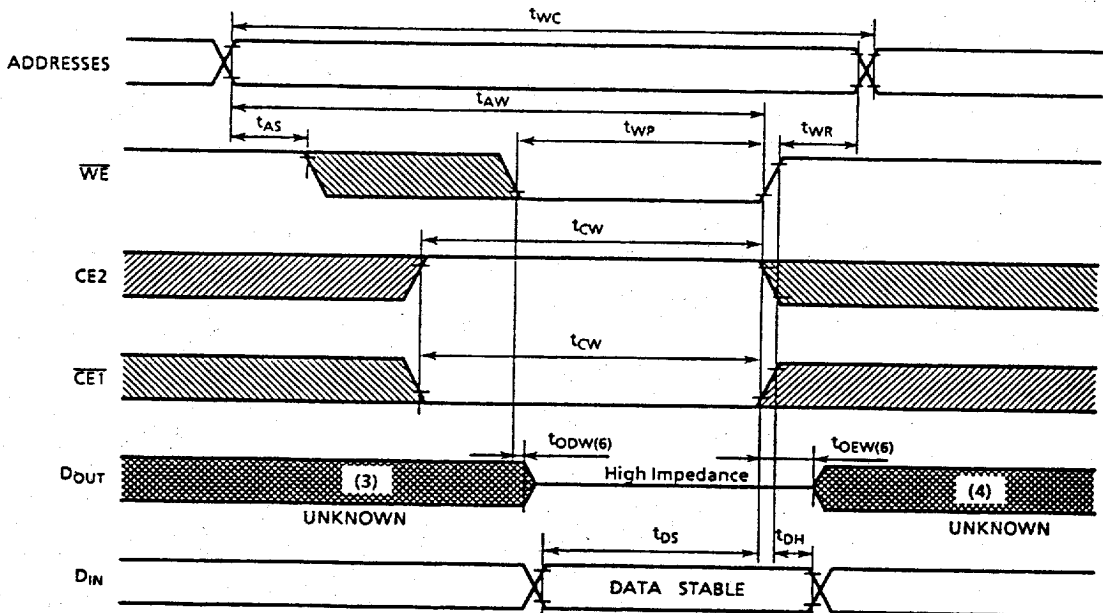 tWC
ADDRESSES
tAW
tAS
tWP
tWR
WE
tCW
CE2
tCW
CE1
tODW(6)
tOEW(6)
DOUT
(3)
High Impedance
(4)
UNKNOWN
UNKNOWN
tDS
tDH
DIN
DATA STABLE